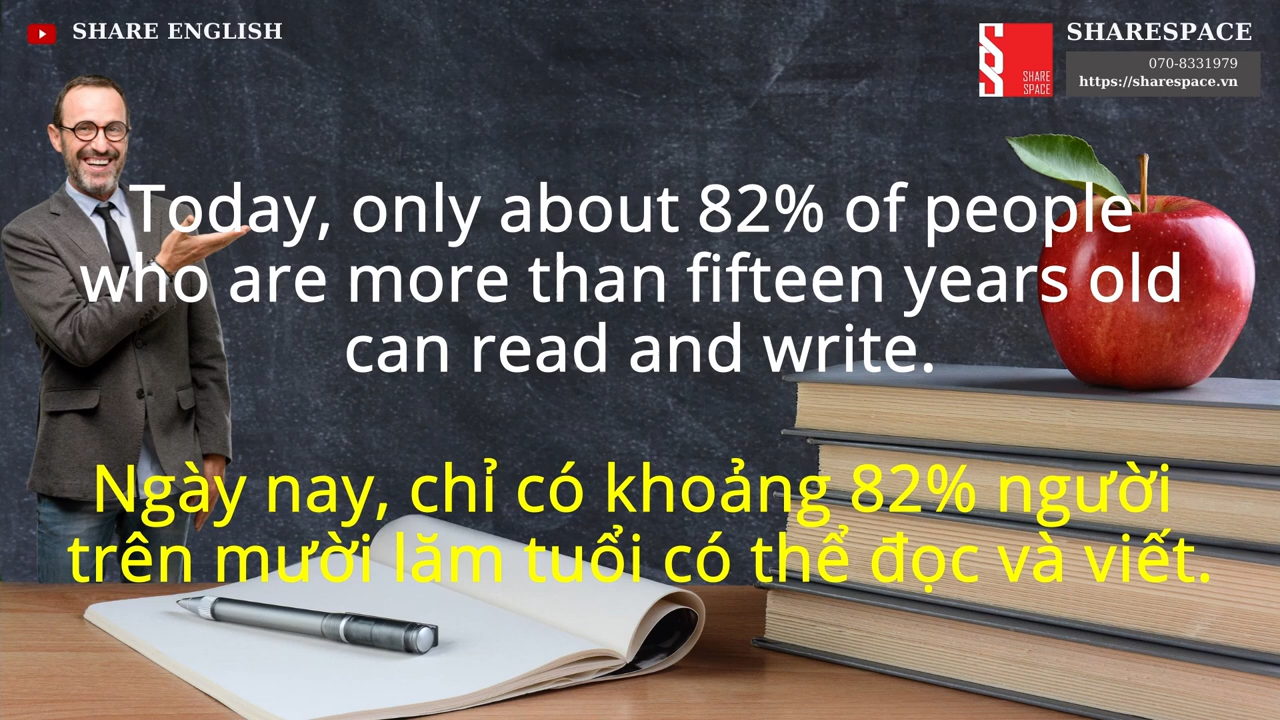 SHARE ENGLISH
SHARESPACE
070-8331979
https://sharespace.vn
SHARE
SPACE
Today, only about 82% of people
who are more than fifteen years old
can read and write.
Ngày nay, chỉ có khoảng 82% người
trên mười lăm tuổi có thể đọc và viết.